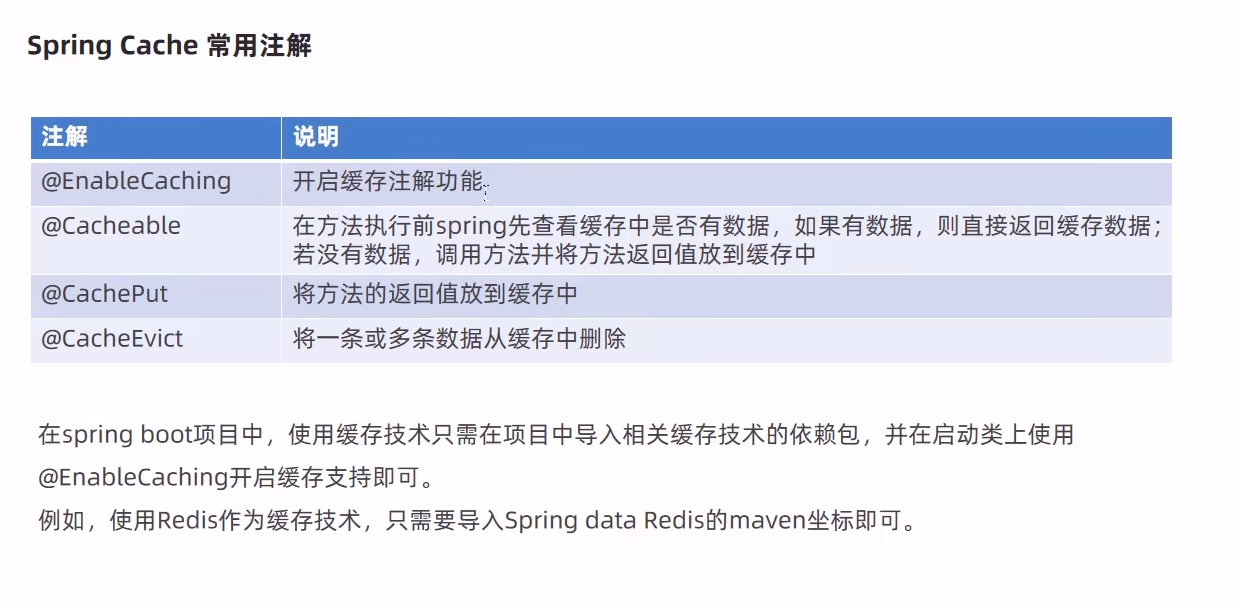 Spring Cache 常用注解
注解 说明
@EnableCaching 开启缓存注解功能
@Cacheable 在方法执行前spring先查看缓存中是否有数据，如果有数据，则直接返回缓存数据；
若没有数据，调用方法并将方法返回值放到缓存中
@CachePut 将方法的返回值放到缓存中
@CacheEvict 将一条或多条数据从缓存中删除
在spring boot项目中，使用缓存技术只需在项目中导入相关缓存技术的依赖包，并在启动类上使用
@EnableCaching开启缓存支持即可。
例如，使用Redis作为缓存技术，只需要导入Spring data Redis的maven坐标即可。